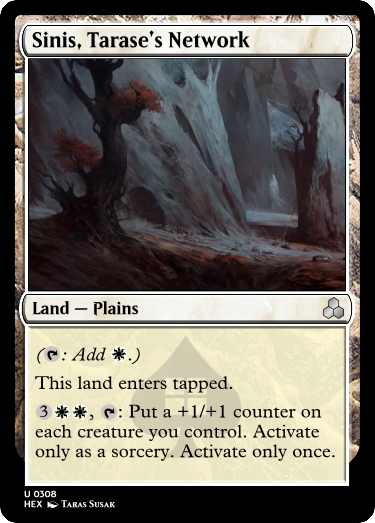 Sinis, Tarase's Network
Land — Plains
(: Add .)
This land enters tapped.
3, : Put a +1/+1 counter on
each creature you control. Activate
only as a sorcery. Activate only once.
U 0308
HEX Taras Susak